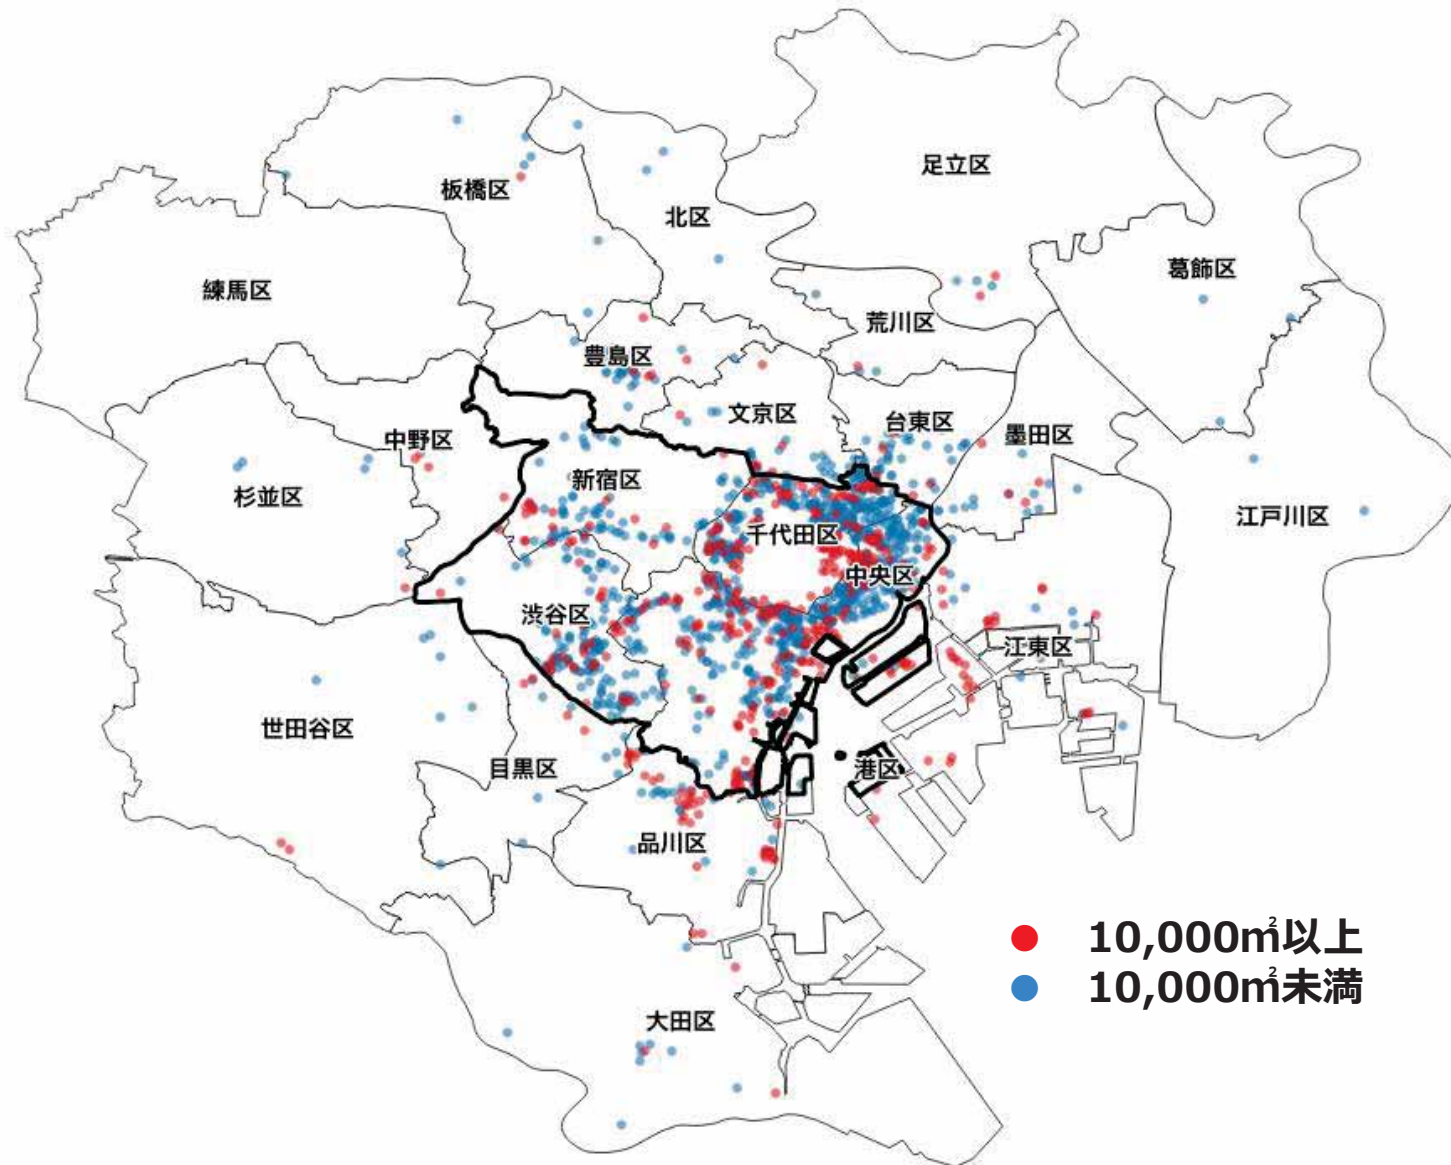 足立区
板橋区
北区
葛飾区
練馬区
荒川区
豊島区
文京区
台東区
墨田区
中野区
新宿区
杉並区
江戸川区
千代田区
中央区
渋谷区
江東区
世田谷区
目黒区
港区
品川区
10,000㎡以上
10,000㎡未満
大田区